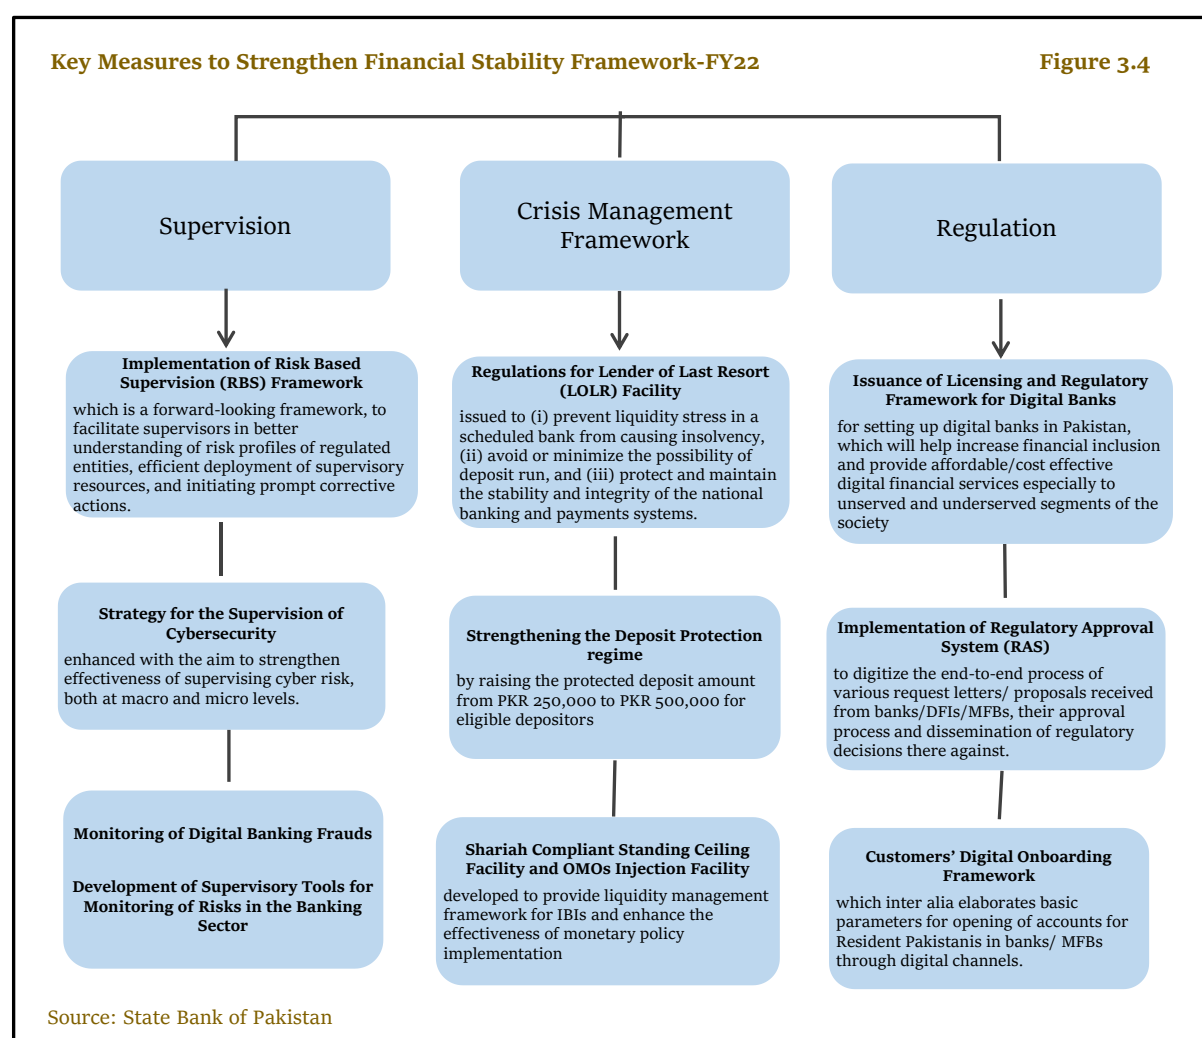 Key Measures to Strengthen Financial Stability Framework-FY22
Figure 3.4
Supervision
Crisis Management
Framework
Regulation
Implementation of Risk Based
Supervision (RBS) Framework
which is a forward-looking framework, to
facilitate supervisors in better
understanding of risk profiles of regulated
entities, efficient deployment of supervisory
resources, and initiating prompt corrective
actions.
Strategy for the Supervision of
Cybersecurity
enhanced with the aim to strengthen
effectiveness of supervising cyber risk,
both at macro and micro levels.
Monitoring of Digital Banking Frauds
Development of Supervisory Tools for
Monitoring of Risks in the Banking
Sector
Regulations for Lender of Last Resort
(LOLR) Facility
issued to (i) prevent liquidity stress in a
scheduled bank from causing insolvency,
(ii) avoid or minimize the possibility of
deposit run, and (iii) protect and maintain
the stability and integrity of the national
banking and payments systems.
Strengthening the Deposit Protection
regime
by raising the protected deposit amount
from PKR 250,000 to PKR 500,000 for
eligible depositors
Shariah Compliant Standing Ceiling
Facility and OMOs Injection Facility
developed to provide liquidity management
framework for IBIs and enhance the
effectiveness of monetary policy
implementation
Issuance of Licensing and Regulatory
Framework for Digital Banks
for setting up digital banks in Pakistan,
which will help increase financial inclusion
and provide affordable/cost effective
digital financial services especially to
unserved and underserved segments of the
society
Implementation of Regulatory Approval
System (RAS)
to digitize the end-to-end process of
various request letters/ proposals received
from banks/DFIs/MFBs, their approval
process and dissemination of regulatory
decisions there against.
Customers’ Digital Onboarding
Framework
which inter alia elaborates basic
parameters for opening of accounts for
Resident Pakistanis in banks/ MFBs
through digital channels.
Source: State Bank of Pakistan